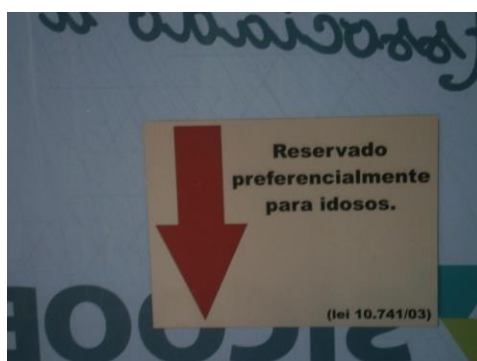 Reservado
preferencialmente
para idosos.
(lei 10.741/03)